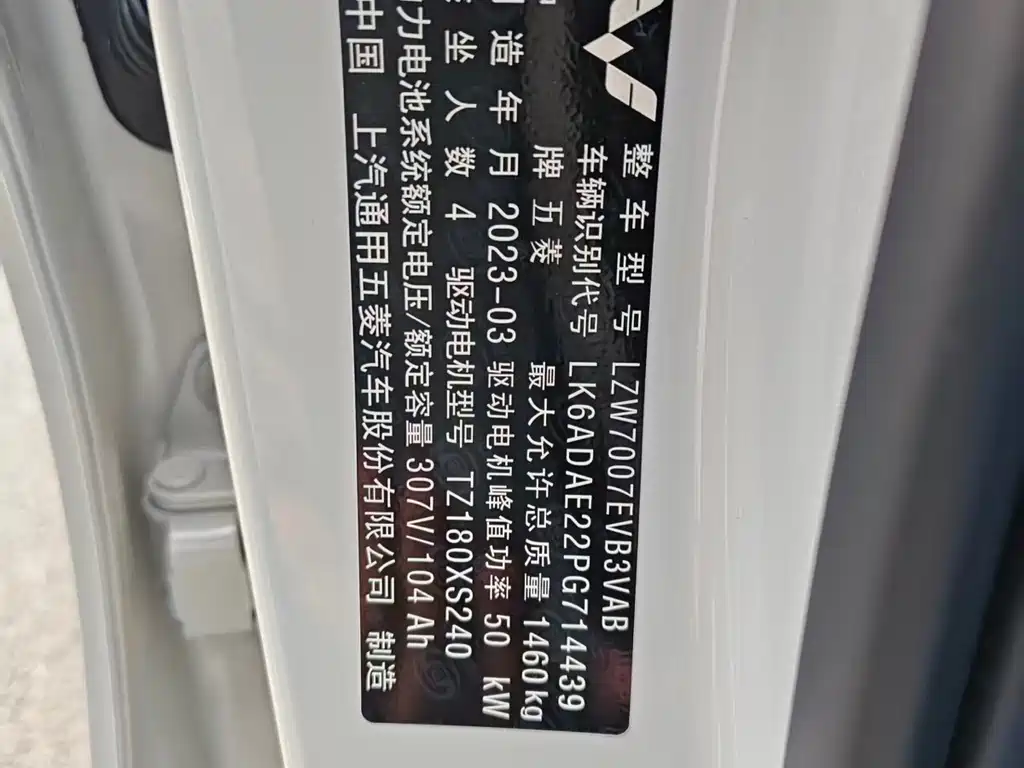 整车型号 LZW7007EVB3VAB
车辆识别代号 LK6ADAE22PG714439
牌 五菱 最大允许总质量 1460kg
造年月 2023-03 驱动电机峰值功率 50 kW
坐人数 4 驱动电机型号 TZ180XS240
力电池系统额定电压/额定容量 307V/104Ah
中国 上汽通用五菱汽车股份有限公司 制造